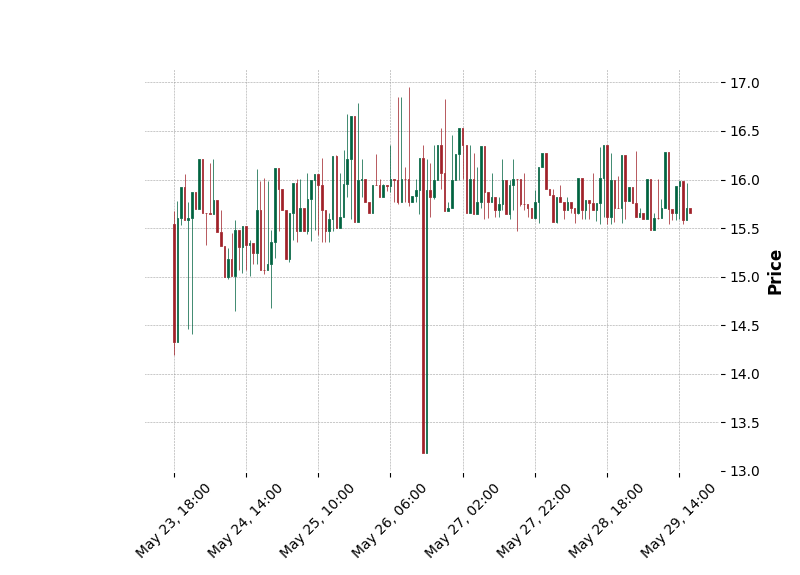 17.0
16.5
16.0
15.5
15.0
14.5
14.0
13.5
13.0
Price
May 23, 18:00
May 24, 14:00
May 25, 10:00
May 26, 06:00
May 27, 02:00
May 27, 22:00
May 28, 18:00
May 29, 14:00